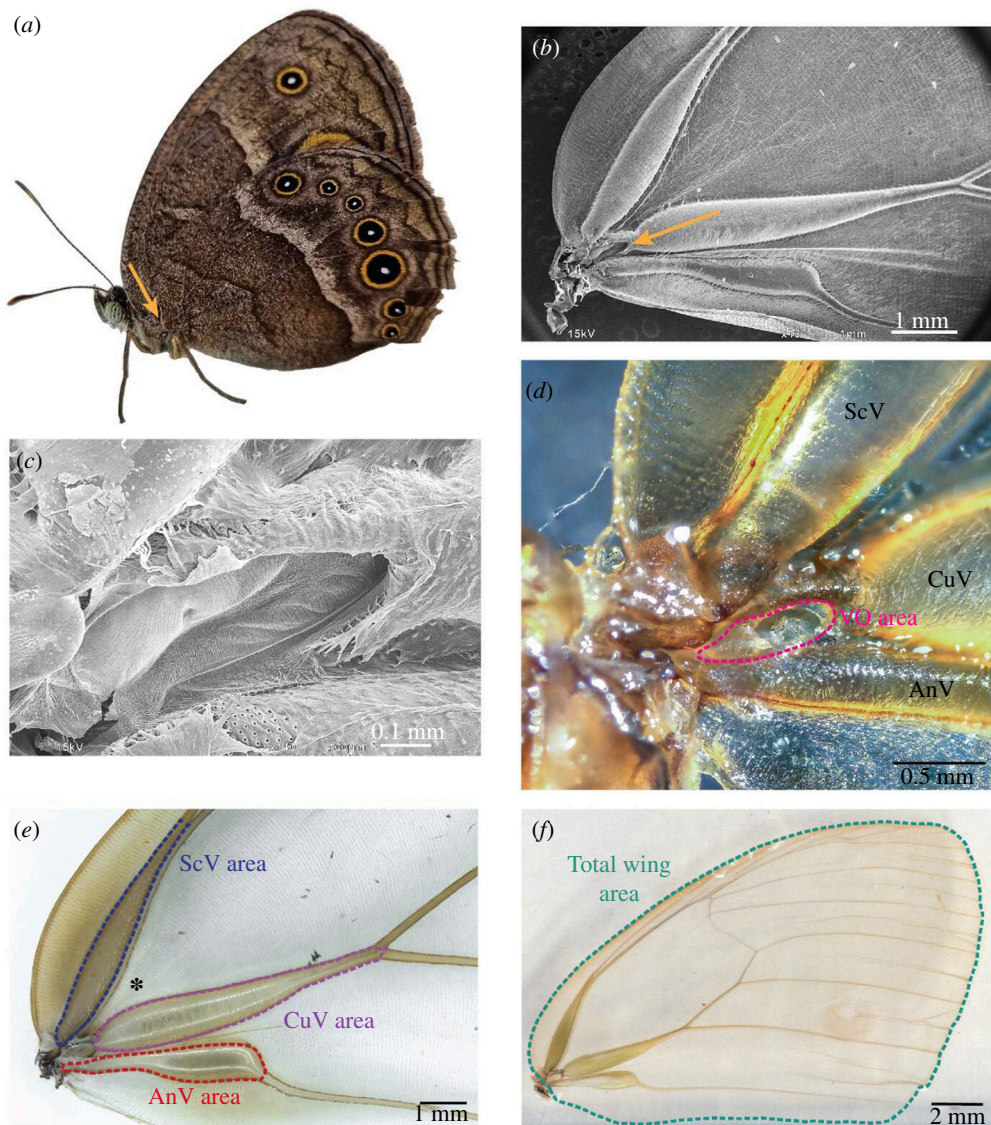 (a)
(b)
15kV
1 mm
(c)
15kV
0.1 mm
(d)
ScV
CuV
VO area
AnV
0.5 mm
(e)
ScV area
*
CuV area
AnV area
1 mm
(f)
Total wing
area
2 mm